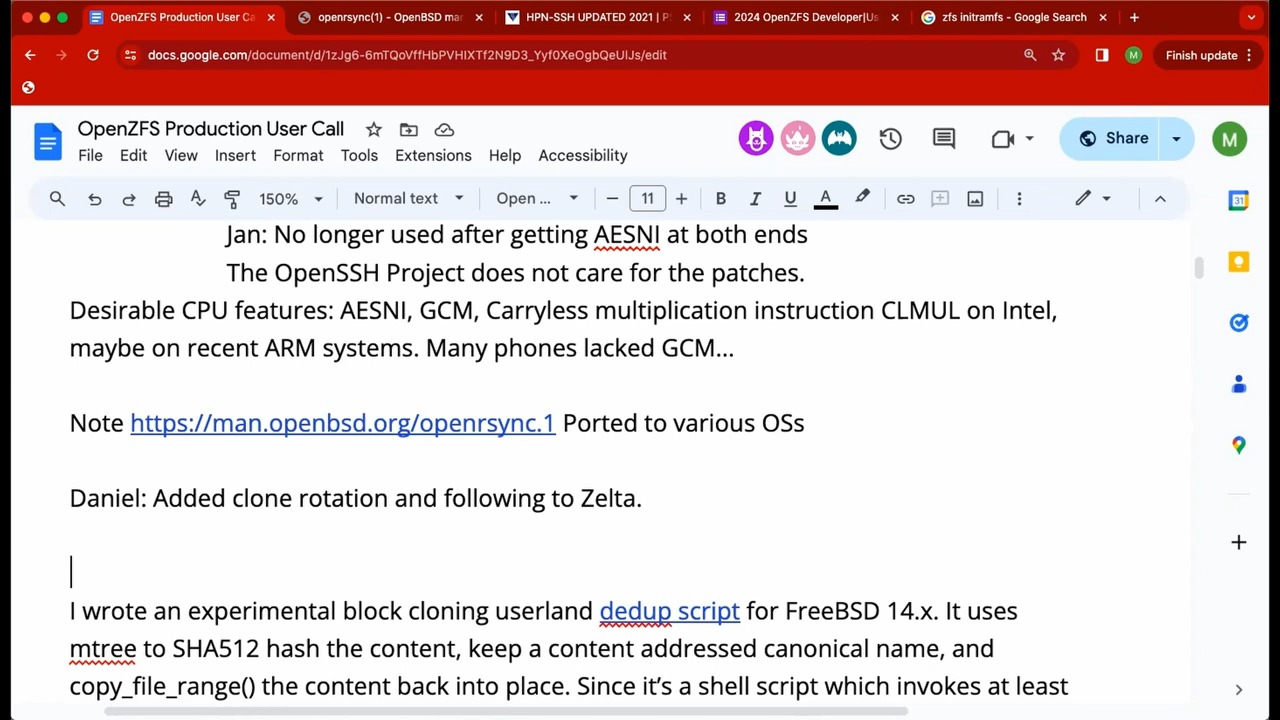 OpenZFS Production User Ca
openrsync(1) - OpenBSD ma
HPN-SSH UPDATED 2021 | P
2024 OpenZFS Developer|Us
zfs initramfs - Google Search
docs.google.com/document/d/1zJg6-6mTQoVffHbPVHIXTf2N9D3_Yyf0XeOgbQeUlJs/edit
M
Finish update
OpenZFS Production User Call
File Edit View Insert Format Tools Extensions Help Accessibility
Share
M
150%
Normal text
Open ...
11
B I U A
31
Jan: No longer used after getting AESNI at both ends
The OpenSSH Project does not care for the patches.
Desirable CPU features: AESNI, GCM, Carryless multiplication instruction CLMUL on Intel,
maybe on recent ARM systems. Many phones lacked GCM...
Note https://man.openbsd.org/openrsync.1 Ported to various OSs
Daniel: Added clone rotation and following to Zelta.
I wrote an experimental block cloning userland dedup script for FreeBSD 14.x. It uses
mtree to SHA512 hash the content, keep a content addressed canonical name, and
copy_file_range() the content back into place. Since it’s a shell script which invokes at least